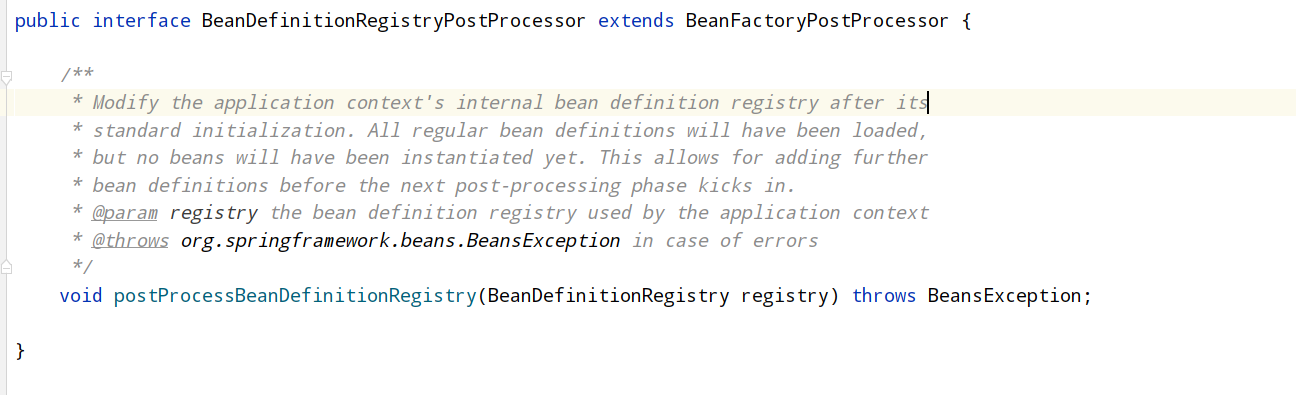 public interface BeanDefinitionRegistryPostProcessor extends BeanFactoryPostProcessor {
/**
* Modify the application context's internal bean definition registry after its
* standard initialization. All regular bean definitions will have been loaded,
* but no beans will have been instantiated yet. This allows for adding further
* bean definitions before the next post-processing phase kicks in.
* @param registry the bean definition registry used by the application context
* @throws org.springframework.beans.BeansException in case of errors
*/
void postProcessBeanDefinitionRegistry(BeanDefinitionRegistry registry) throws BeansException;
}